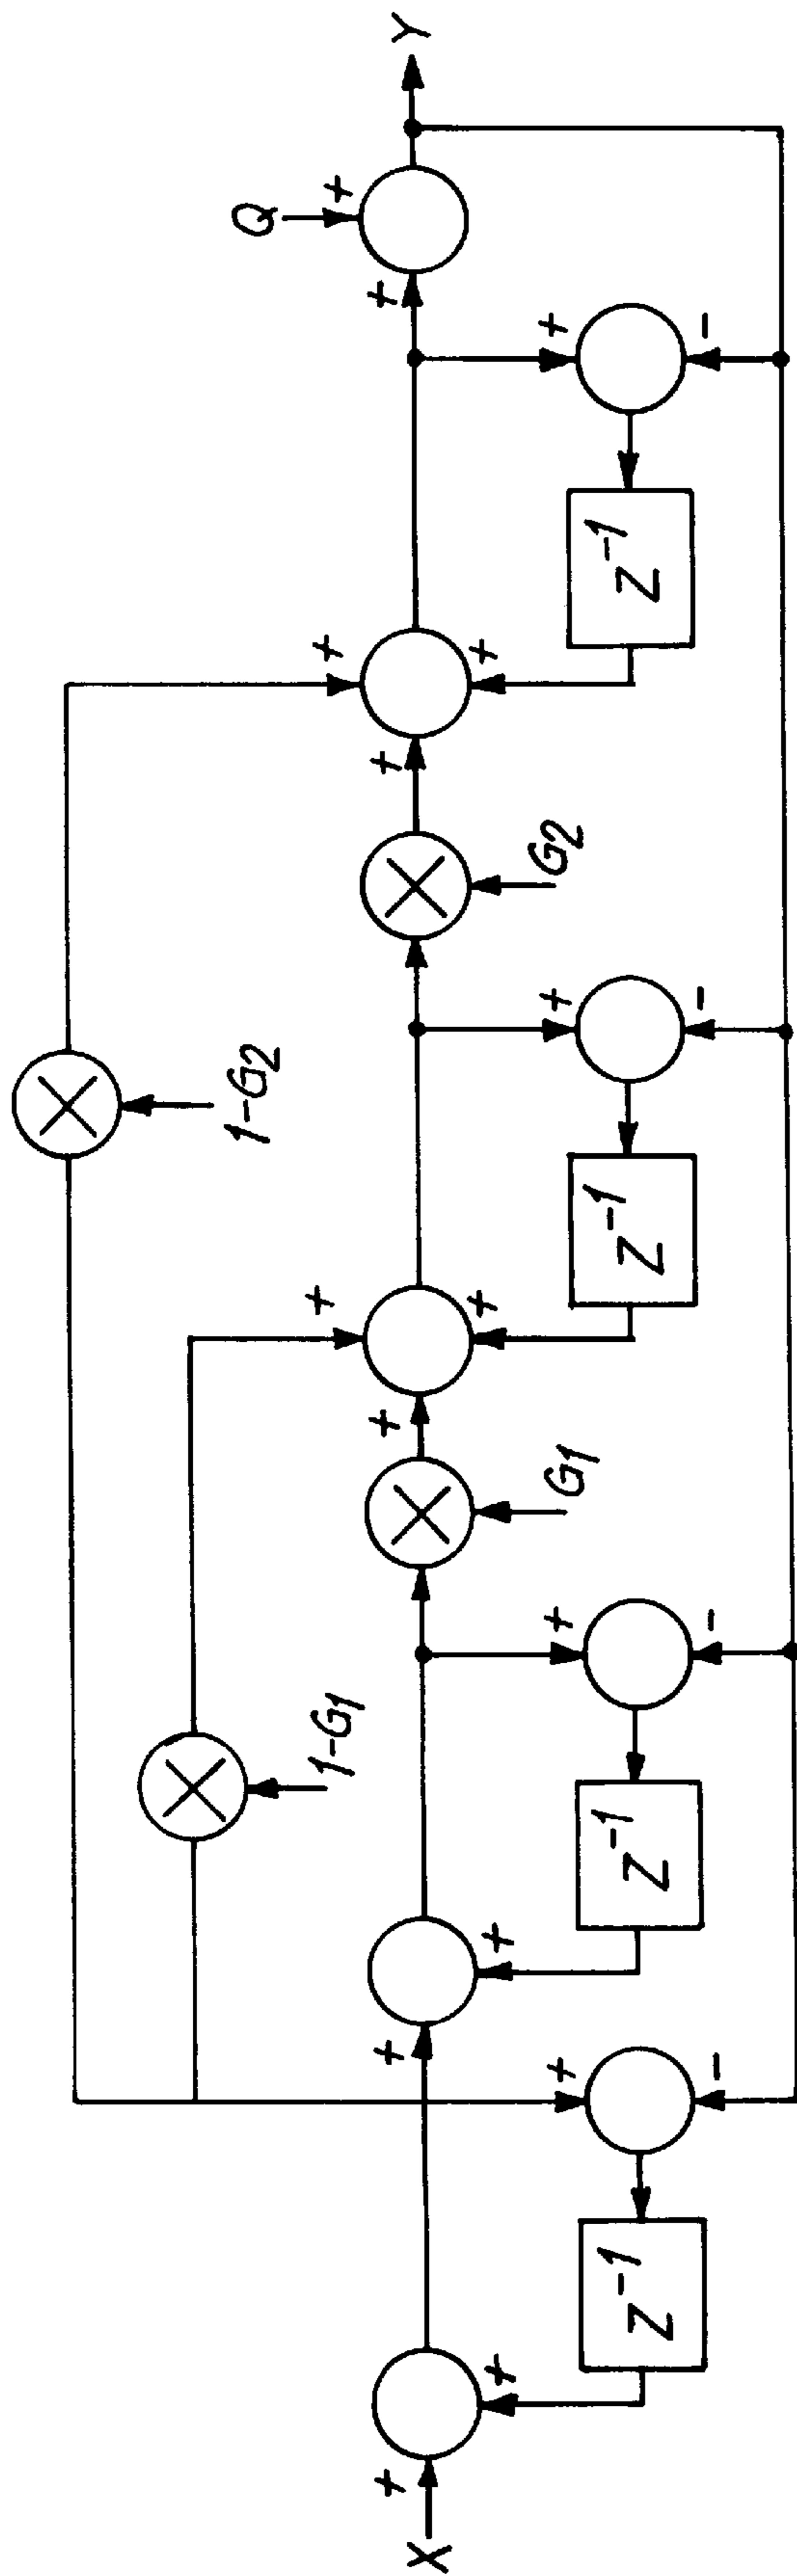 1-G2
1-G1
Q
X
+
+
+
+
+
+
+
+
+
+
Y
+
+
+
+
+
G1
G2
+
-
+
-
+
-
+
-
Z⁻¹
Z⁻¹
Z⁻¹
Z⁻¹